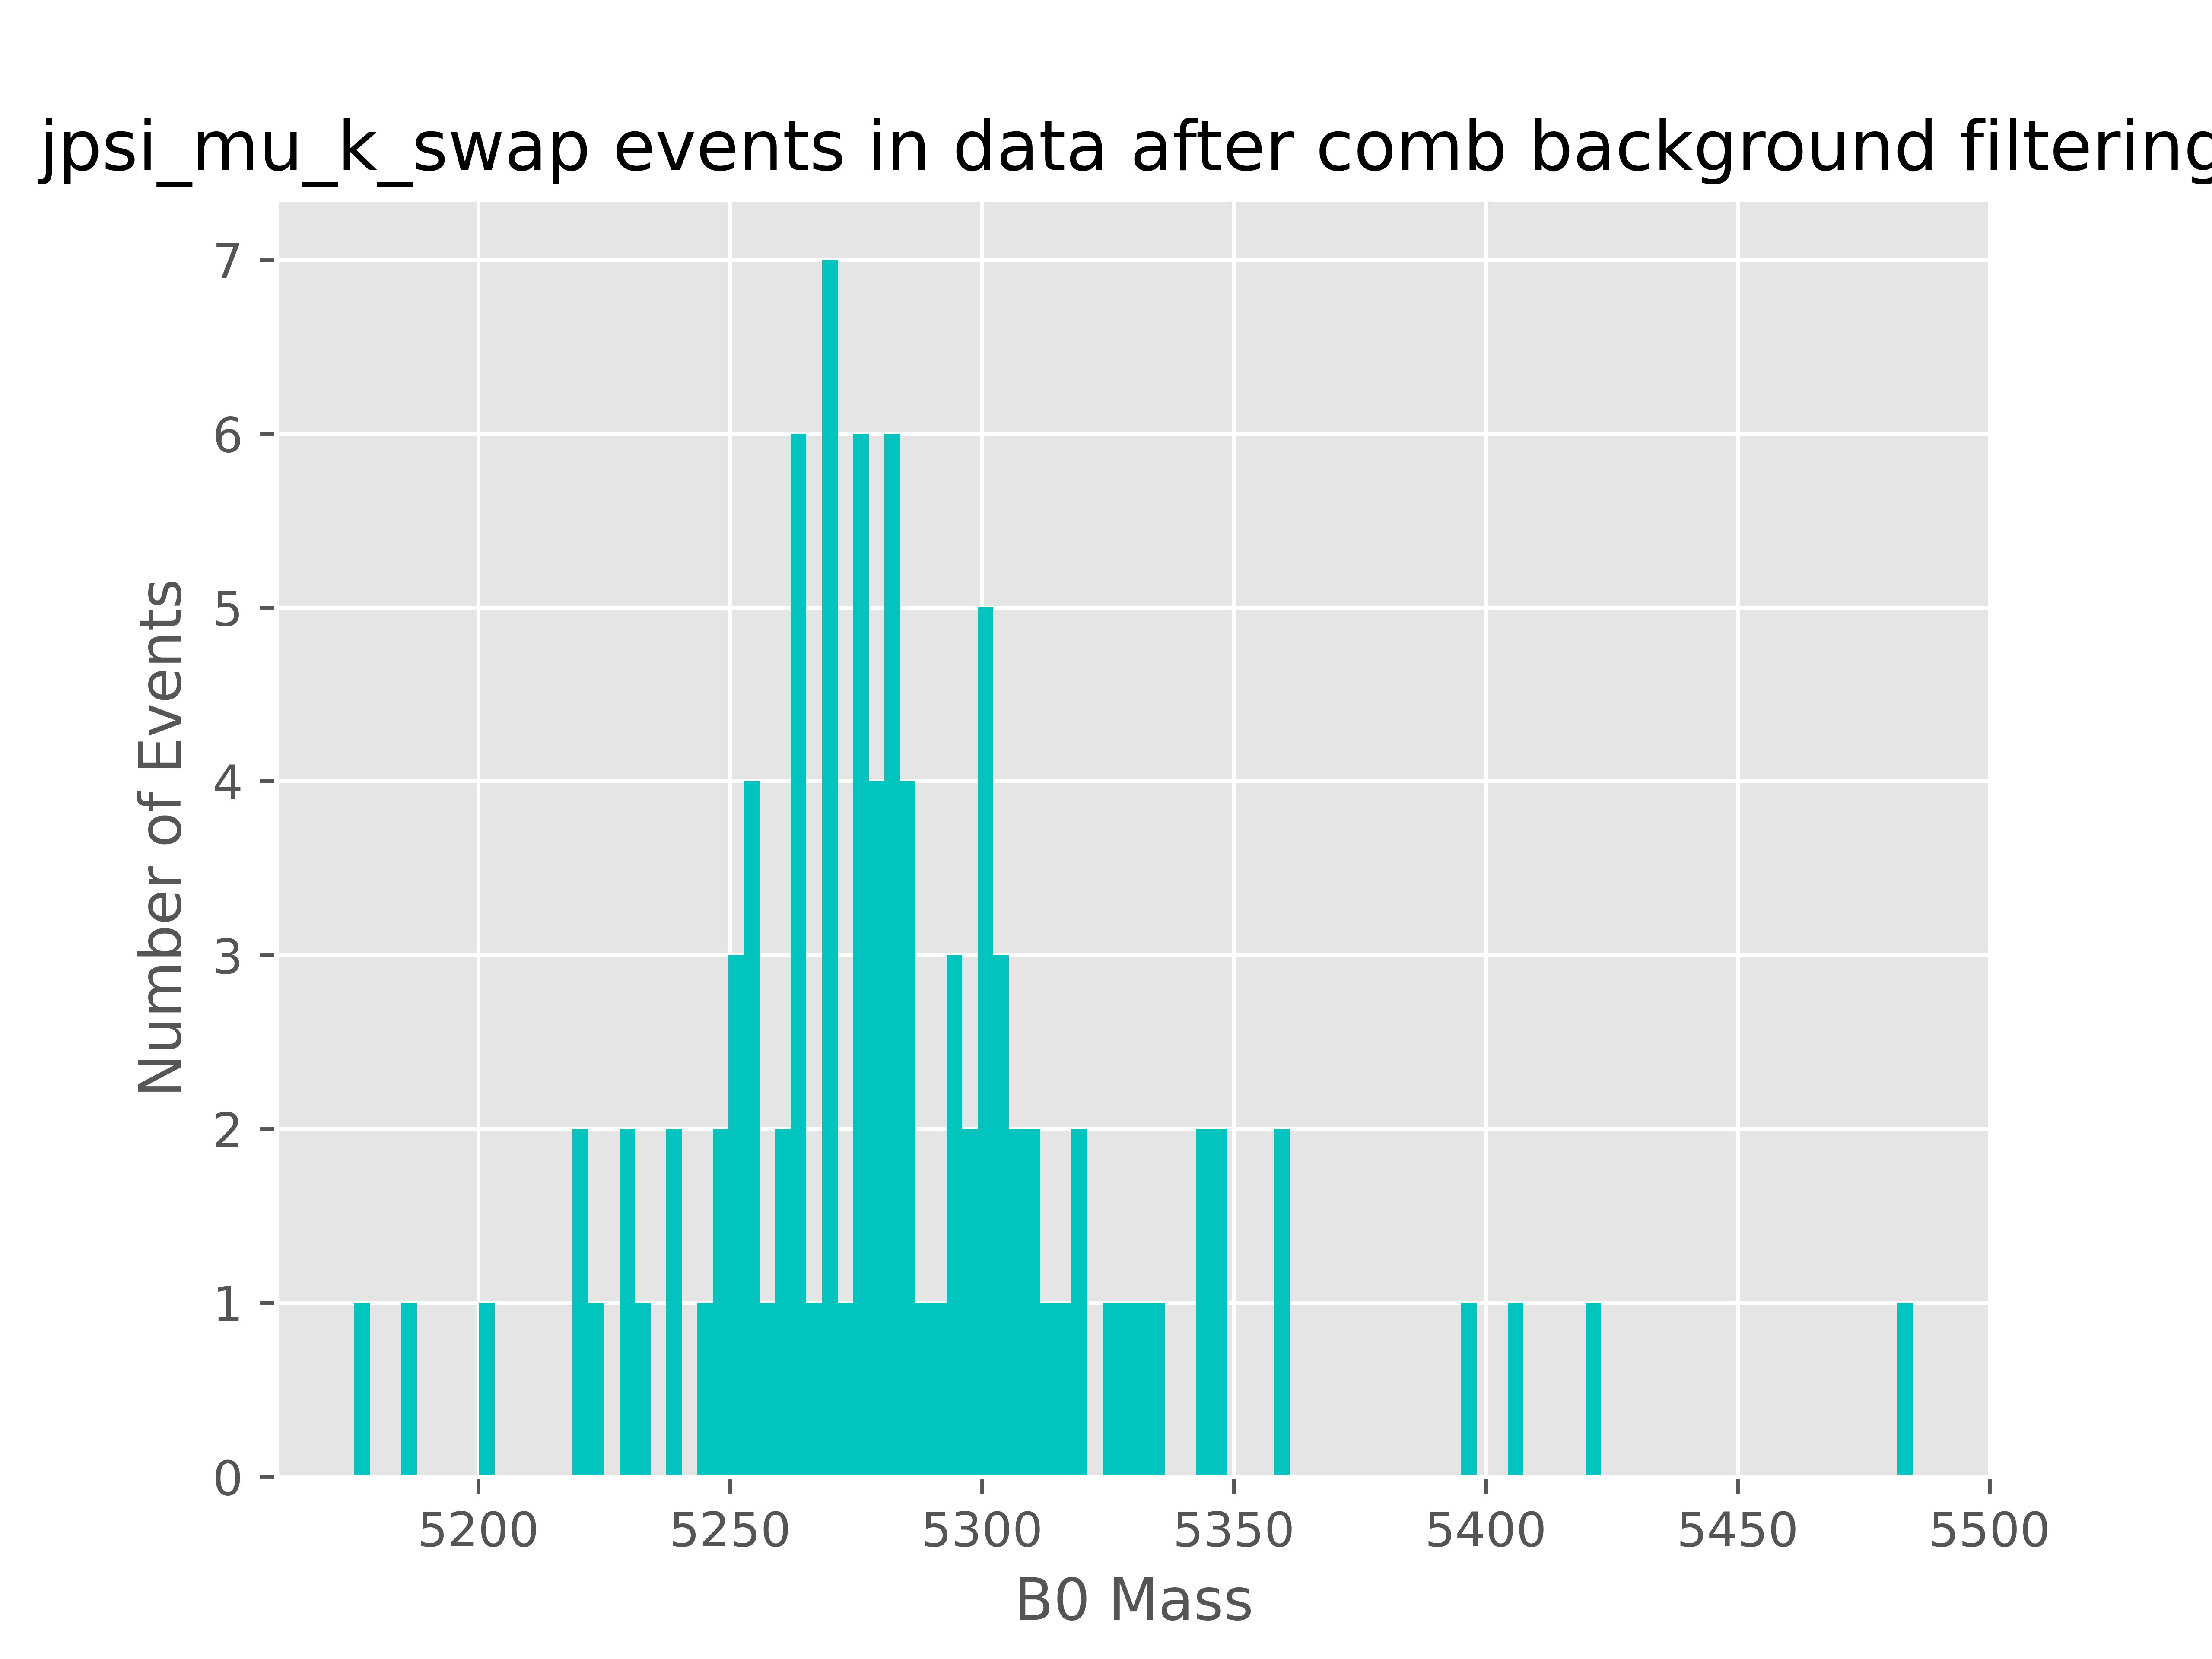 jpsi_mu_k_swap events in data after comb background filtering
7
6
5
4
3
2
1
0
Number of Events
5200 5250 5300 5350 5400 5450 5500
B0 Mass